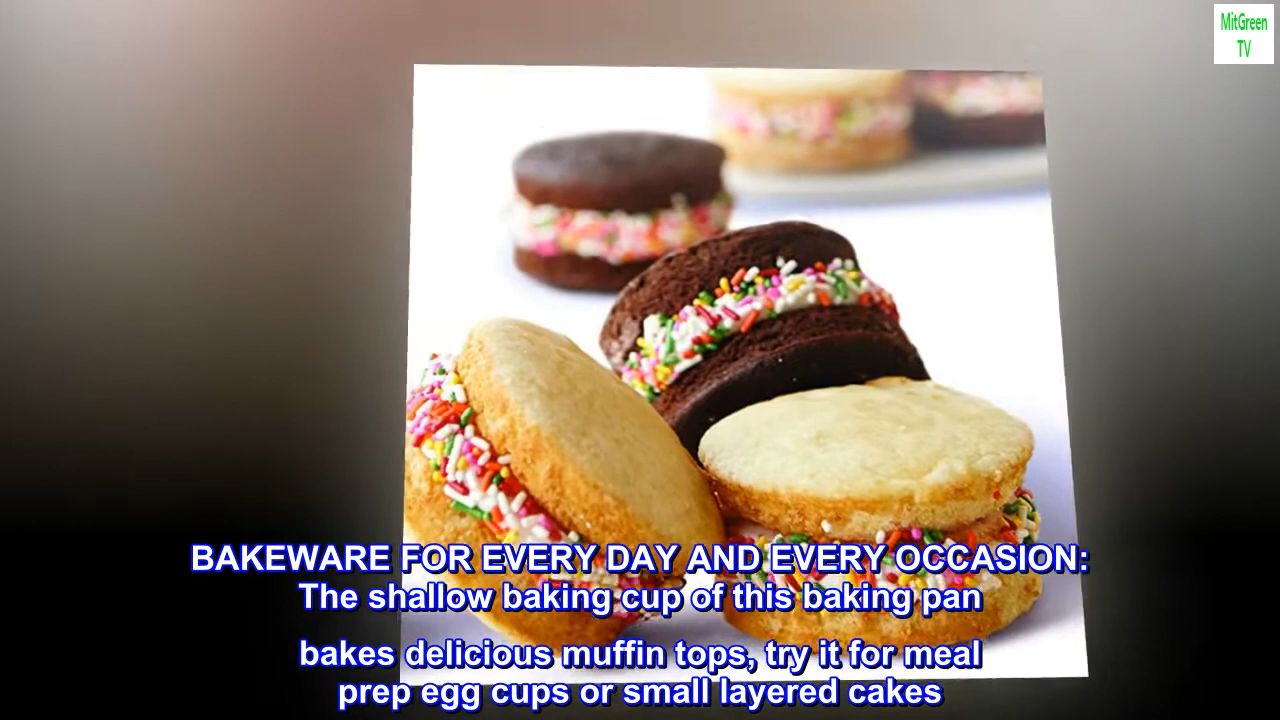 MitGreen
TV
BAKEWARE FOR EVERY DAY AND EVERY OCCASION:
The shallow baking cup of this baking pan
bakes delicious muffin tops, try it for meal
prep egg cups or small layered cakes